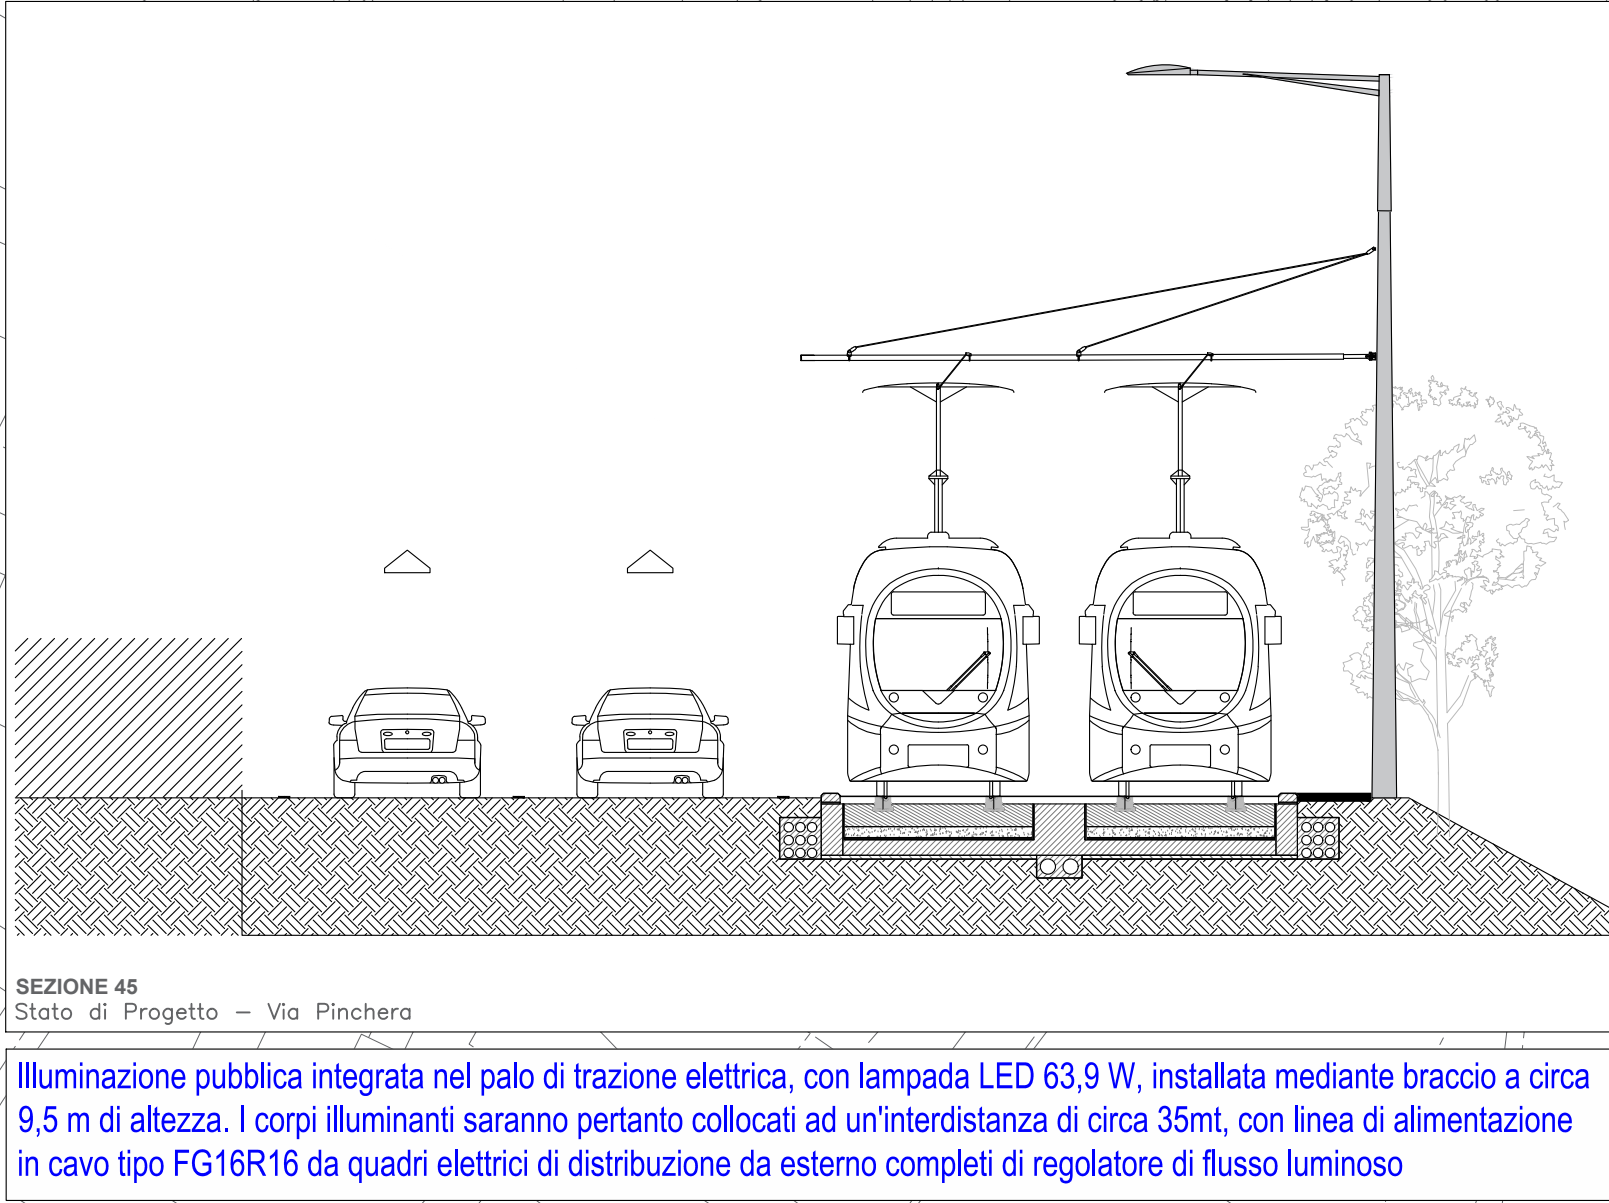 SEZIONE 45
Stato di Progetto – Via Pinchera
Illuminazione pubblica integrata nel palo di trazione elettrica, con lampada LED 63,9 W, installata mediante braccio a circa
9,5 m di altezza. I corpi illuminanti saranno pertanto collocati ad un'interdistanza di circa 35mt, con linea di alimentazione
in cavo tipo FG16R16 da quadri elettrici di distribuzione da esterno completi di regolatore di flusso luminoso